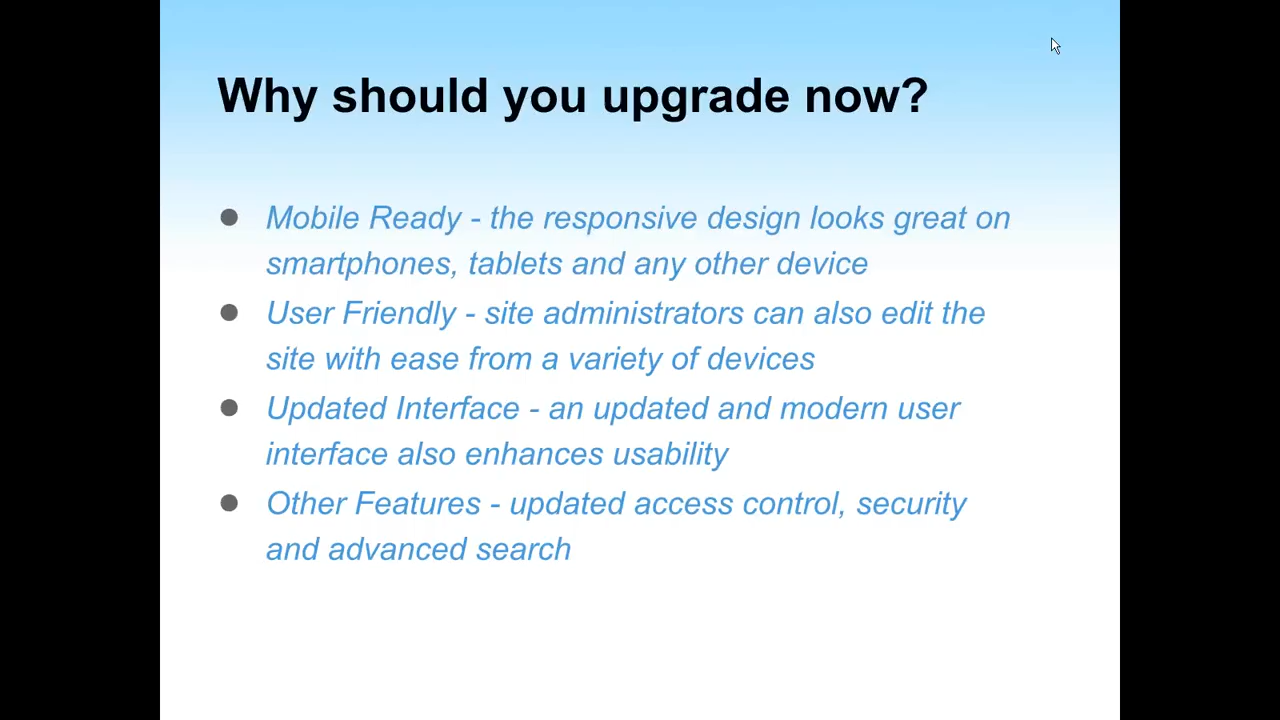 Why should you upgrade now?
● Mobile Ready - the responsive design looks great on
smartphones, tablets and any other device
● User Friendly - site administrators can also edit the
site with ease from a variety of devices
● Updated Interface - an updated and modern user
interface also enhances usability
● Other Features - updated access control, security
and advanced search